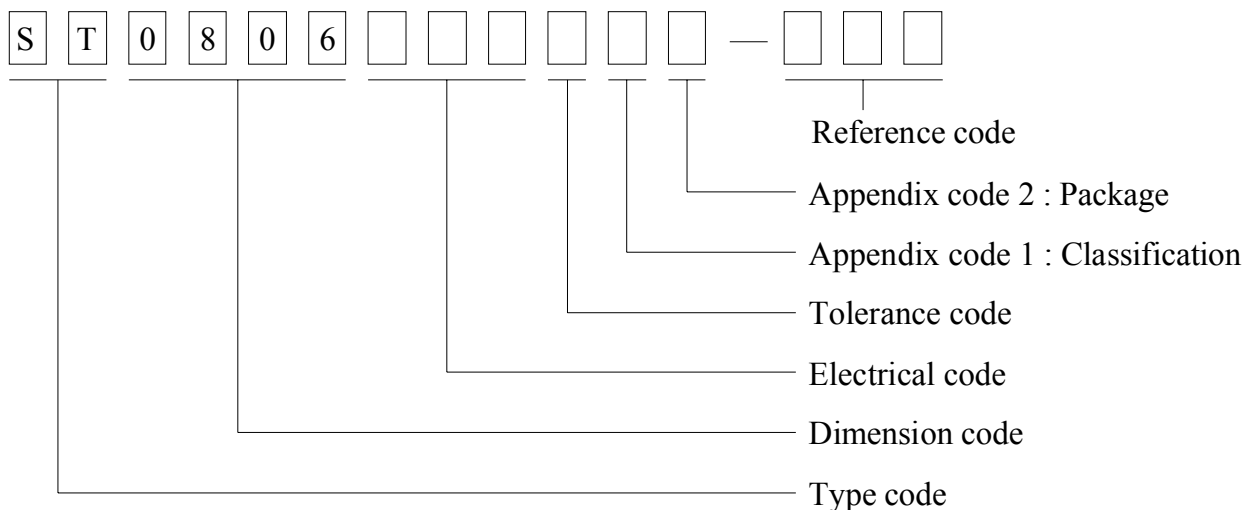 S T 0 8 0 6 —
Reference code
Appendix code 2 : Package
Appendix code 1 : Classification
Tolerance code
Electrical code
Dimension code
Type code